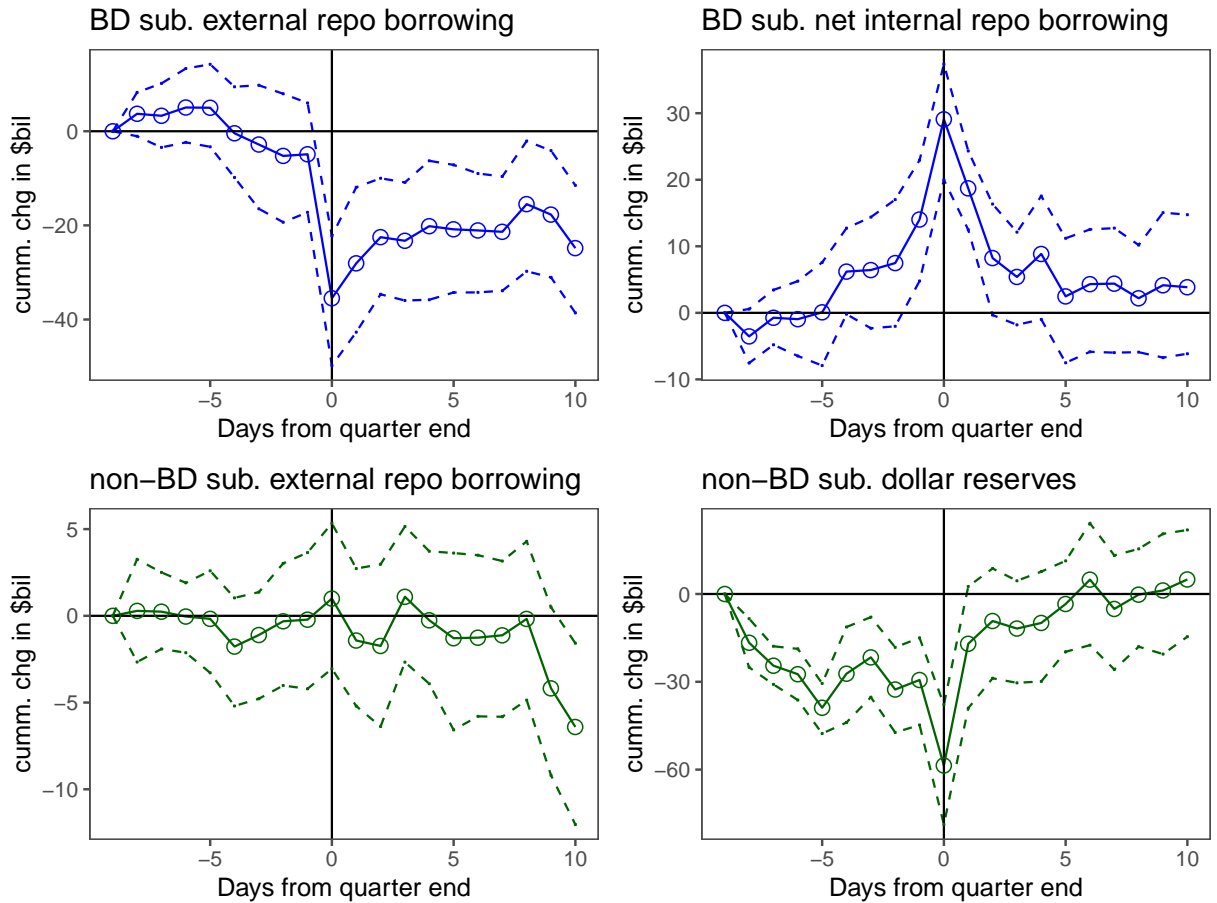 BD sub. external repo borrowing
cumm. chg in $bil
0
−20
−40
−5
0
5
10
Days from quarter end
BD sub. net internal repo borrowing
cumm. chg in $bil
30
20
10
0
−10
−5
0
5
10
Days from quarter end
non−BD sub. external repo borrowing
cumm. chg in $bil
5
0
−5
−10
−5
0
5
10
Days from quarter end
non−BD sub. dollar reserves
cumm. chg in $bil
0
−30
−60
−5
0
5
10
Days from quarter end